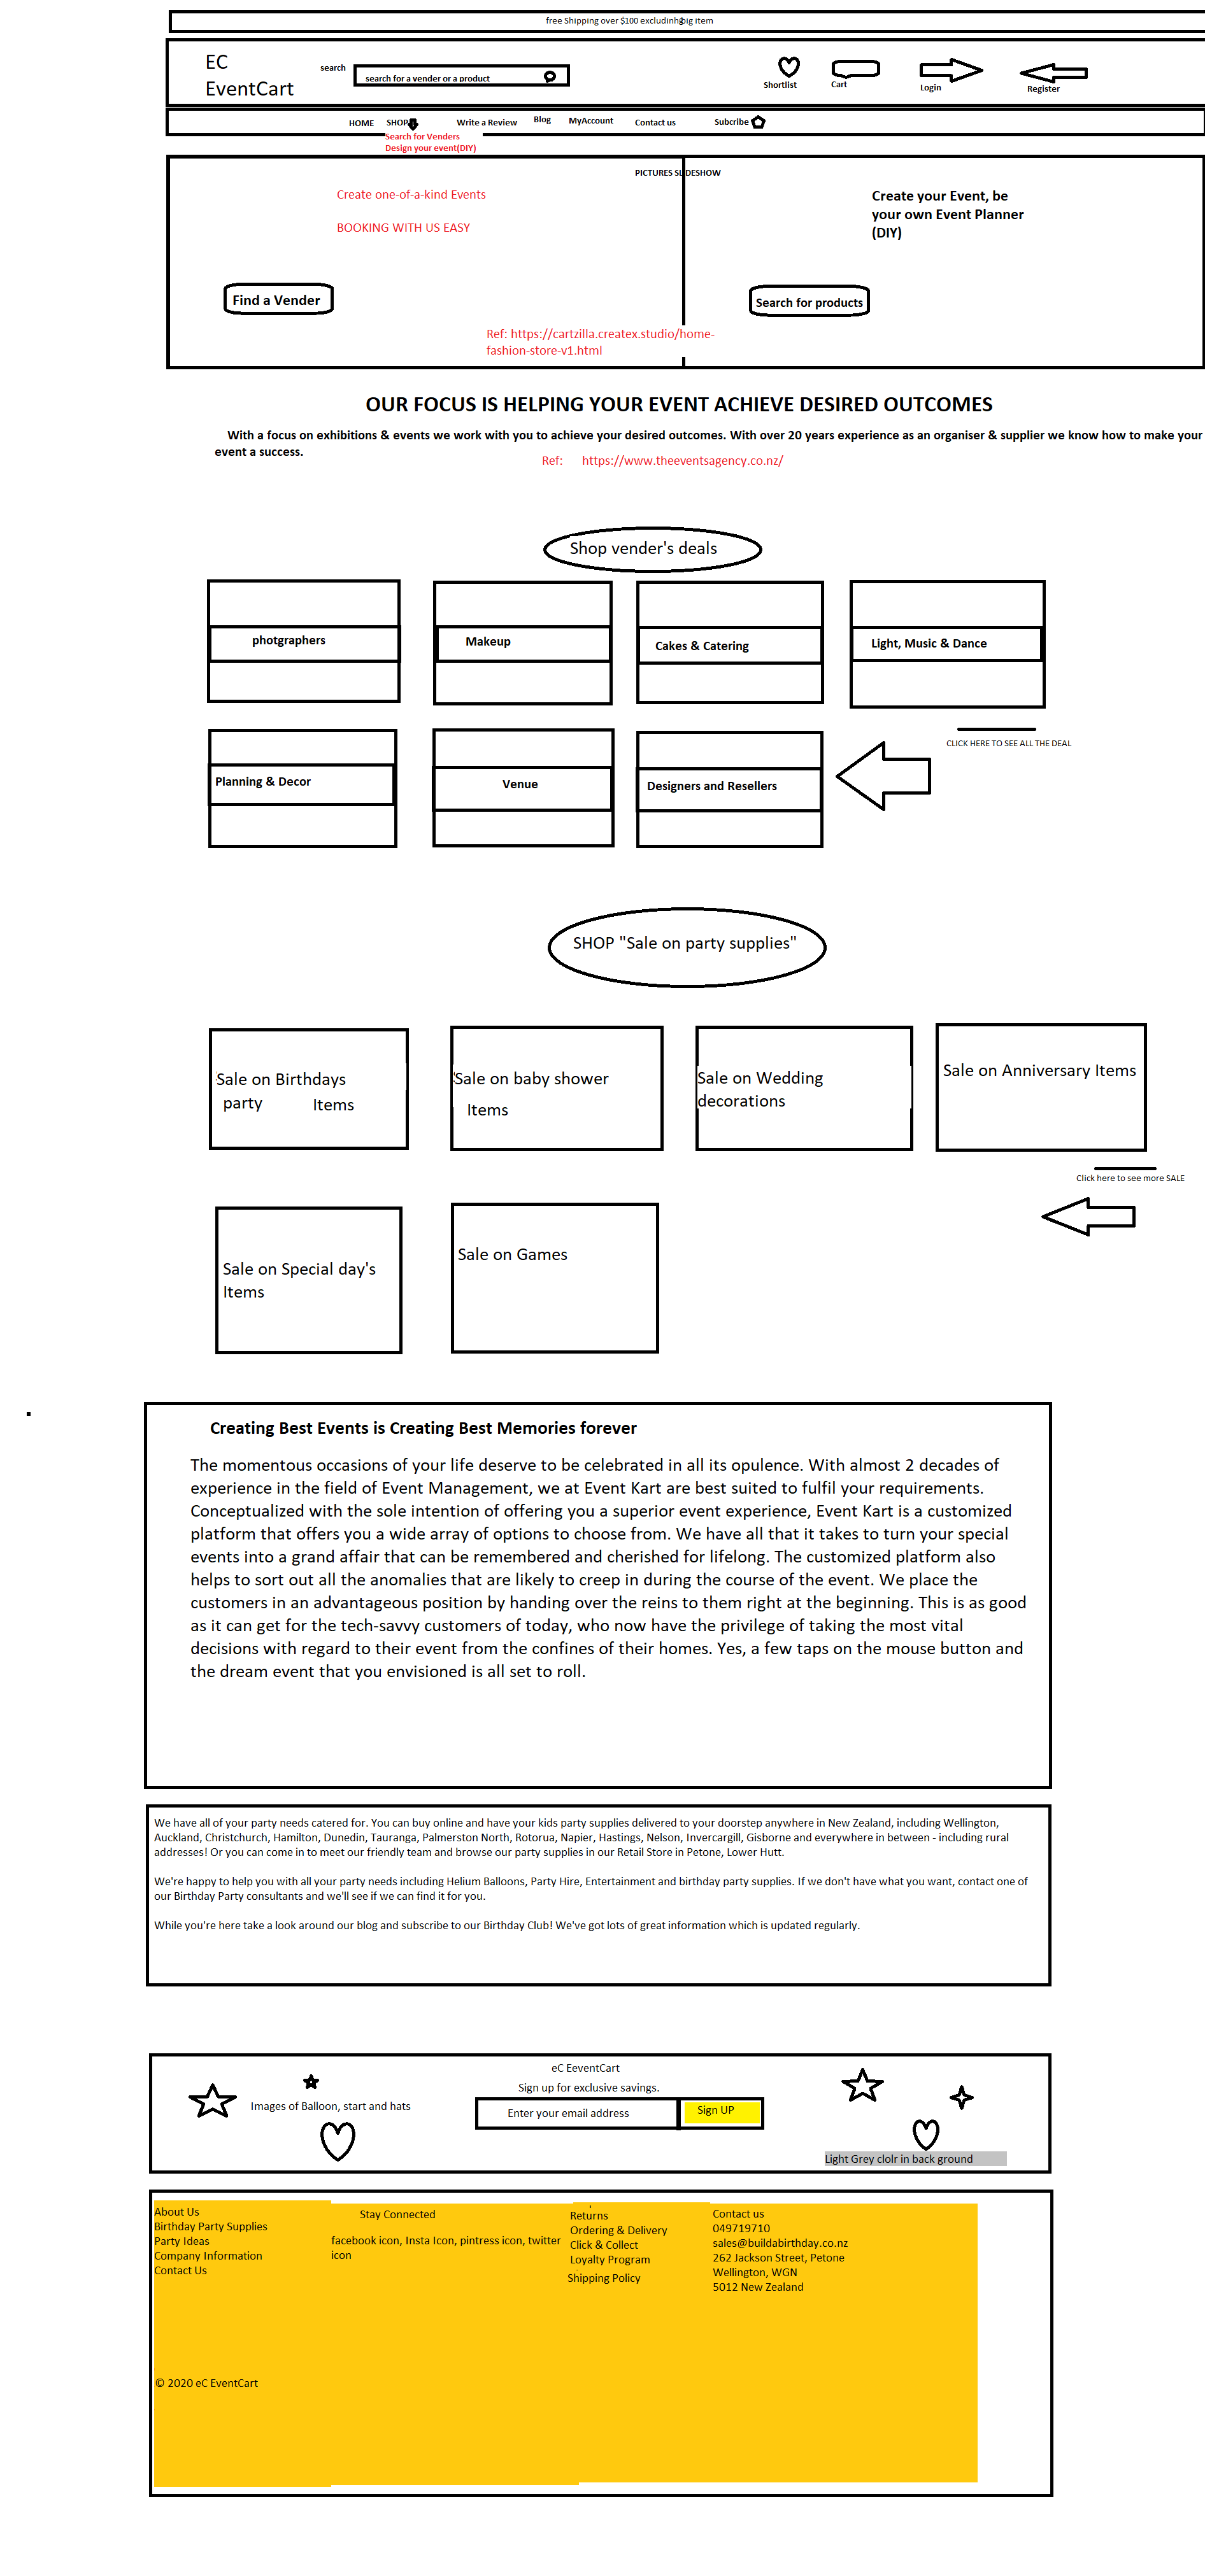 free Shipping over $100 excludinh big item
EC
EventCart
search
search for a vender or a product
Shortlist
Cart
Login
Register
HOME
SHOP
Write a Review
Blog
MyAccount
Contact us
Subcribe
Search for Venders
Design your event(DIY)
PICTURES SLIDESHOW
Create one-of-a-kind Events
BOOKING WITH US EASY
Create your Event, be
your own Event Planner
(DIY)
Find a Vender
Search for products
Ref: https://cartzilla.createx.studio/home-
fashion-store-v1.html
OUR FOCUS IS HELPING YOUR EVENT ACHIEVE DESIRED OUTCOMES
With a focus on exhibitions & events we work with you to achieve your desired outcomes. With over 20 years experience as an organiser & supplier we know how to make your
event a success.
Ref: https://www.theeventsagency.co.nz/
Shop vender's deals
photgraphers
Makeup
Cakes & Catering
Light, Music & Dance
CLICK HERE TO SEE ALL THE DEAL
Planning & Decor
Venue
Designers and Resellers
SHOP "Sale on party supplies"
Sale on Birthdays
party Items
Sale on baby shower
Items
Sale on Wedding
decorations
Sale on Anniversary Items
Click here to see more SALE
Sale on Special day's
Items
Sale on Games
Creating Best Events is Creating Best Memories forever
The momentous occasions of your life deserve to be celebrated in all its opulence. With almost 2 decades of
experience in the field of Event Management, we at Event Kart are best suited to fulfil your requirements.
Conceptualized with the sole intention of offering you a superior event experience, Event Kart is a customized
platform that offers you a wide array of options to choose from. We have all that it takes to turn your special
events into a grand affair that can be remembered and cherished for lifelong. The customized platform also
helps to sort out all the anomalies that are likely to creep in during the course of the event. We place the
customers in an advantageous position by handing over the reins to them right at the beginning. This is as good
as it can get for the tech-savvy customers of today, who now have the privilege of taking the most vital
decisions with regard to their event from the confines of their homes. Yes, a few taps on the mouse button and
the dream event that you envisioned is all set to roll.
We have all of your party needs catered for. You can buy online and have your kids party supplies delivered to your doorstep anywhere in New Zealand, including Wellington,
Auckland, Christchurch, Hamilton, Dunedin, Tauranga, Palmerston North, Rotorua, Napier, Hastings, Nelson, Invercargill, Gisborne and everywhere in between - including rural
addresses! Or you can come in to meet our friendly team and browse our party supplies in our Retail Store in Petone, Lower Hutt.
We're happy to help you with all your party needs including Helium Balloons, Party Hire, Entertainment and birthday party supplies. If we don't have what you want, contact one of
our Birthday Party consultants and we'll see if we can find it for you.
While you're here take a look around our blog and subscribe to our Birthday Club! We've got lots of great information which is updated regularly.
eC EeventCart
Sign up for exclusive savings.
Images of Balloon, start and hats
Enter your email address
Sign UP
Light Grey clolr in back ground
About Us
Birthday Party Supplies
Party Ideas
Company Information
Contact Us
Stay Connected
facebook icon, Insta Icon, pintress icon, twitter
icon
Returns
Ordering & Delivery
Click & Collect
Loyalty Program
Shipping Policy
Contact us
049719710
sales@buildabirthday.co.nz
262 Jackson Street, Petone
Wellington, WGN
5012 New Zealand
© 2020 eC EventCart